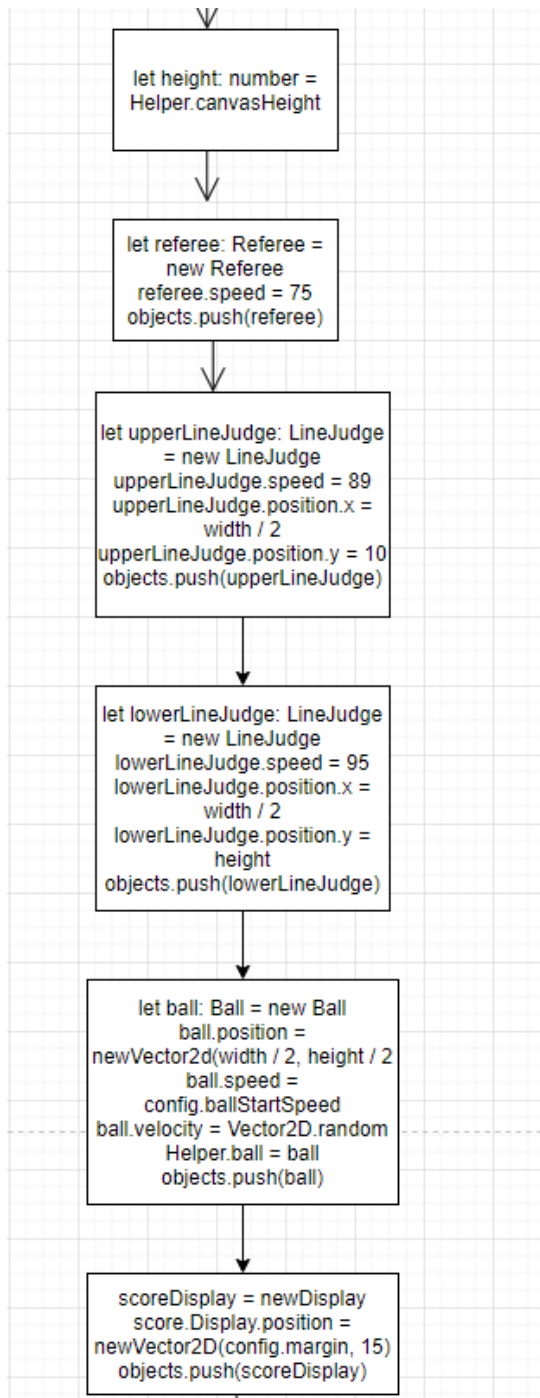 let height: number =
Helper.canvasHeight
let referee: Referee =
new Referee
referee.speed = 75
objects.push(referee)
let upperLineJudge: LineJudge
= new LineJudge
upperLineJudge.speed = 89
upperLineJudge.position.x =
width / 2
upperLineJudge.position.y = 10
objects.push(upperLineJudge)
let lowerLineJudge: LineJudge
= new LineJudge
lowerLineJudge.speed = 95
lowerLineJudge.position.x =
width / 2
lowerLineJudge.position.y =
height
objects.push(lowerLineJudge)
let ball: Ball = new Ball
ball.position =
newVector2d(width / 2, height / 2
ball.speed =
config.ballStartSpeed
ball.velocity = Vector2D.random
Helper.ball = ball
objects.push(ball)
scoreDisplay = newDisplay
score.Display.position =
newVector2D(config.margin, 15)
objects.push(scoreDisplay)